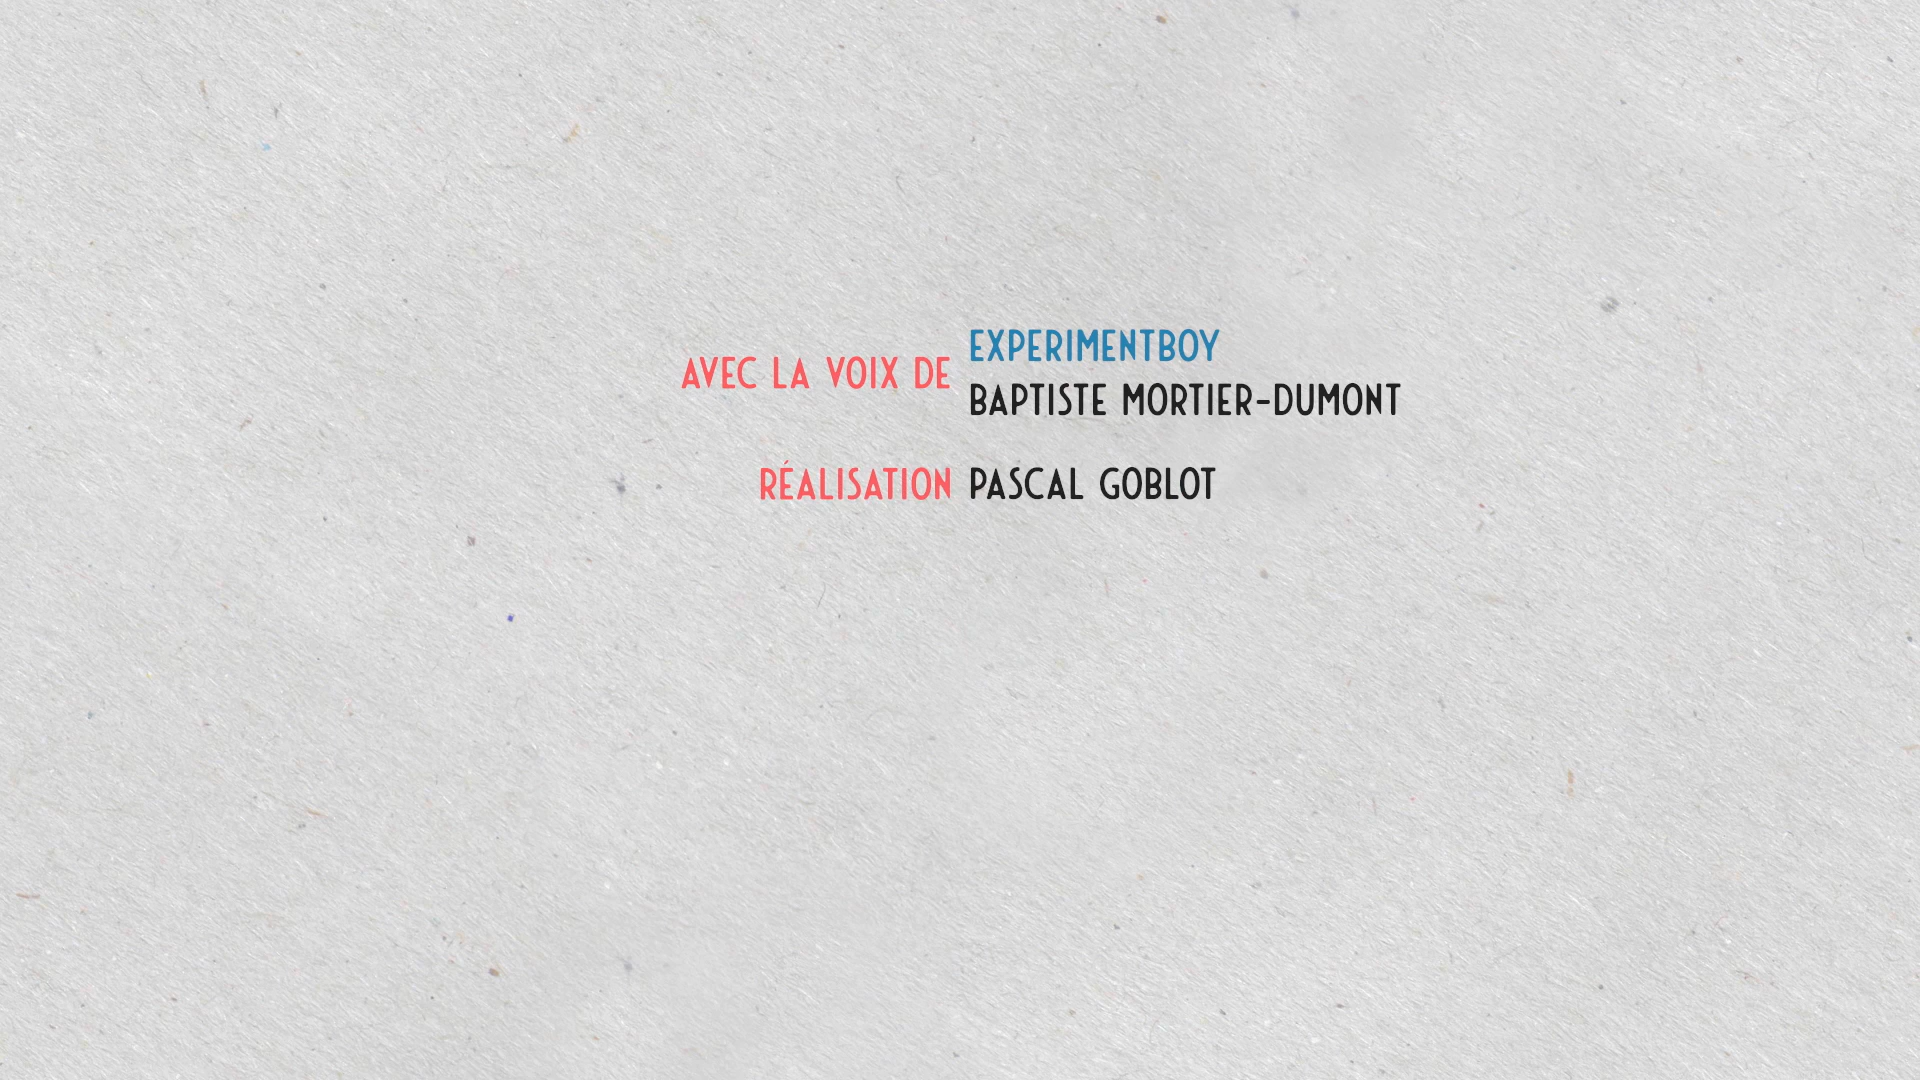 AVEC LA VOIX DE
EXPERIMENTBOY
BAPTISTE MORTIER-DUMONT
RÉALISATION PASCAL GOBLOT